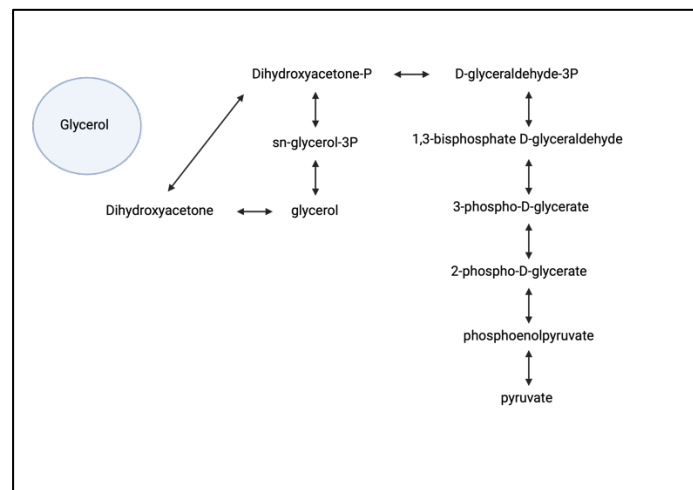 Dihydroxyacetone-P
D-glyceraldehyde-3P
Glycerol
sn-glycerol-3P
1,3-bisphosphate D-glyceraldehyde
Dihydroxyacetone
glycerol
3-phospho-D-glycerate
2-phospho-D-glycerate
phosphoenolpyruvate
pyruvate